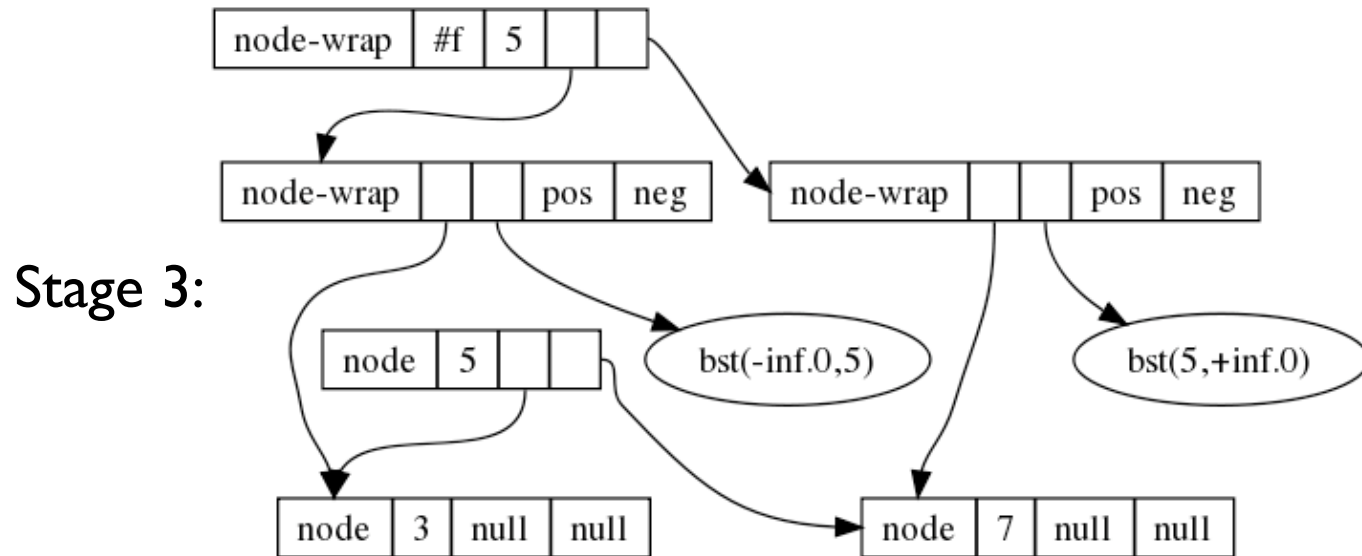 node-wrap #f 5
node-wrap pos neg
node-wrap pos neg
Stage 3:
node 5
bst(-inf.0,5)
bst(5,+inf.0)
node 3 null null
node 7 null null